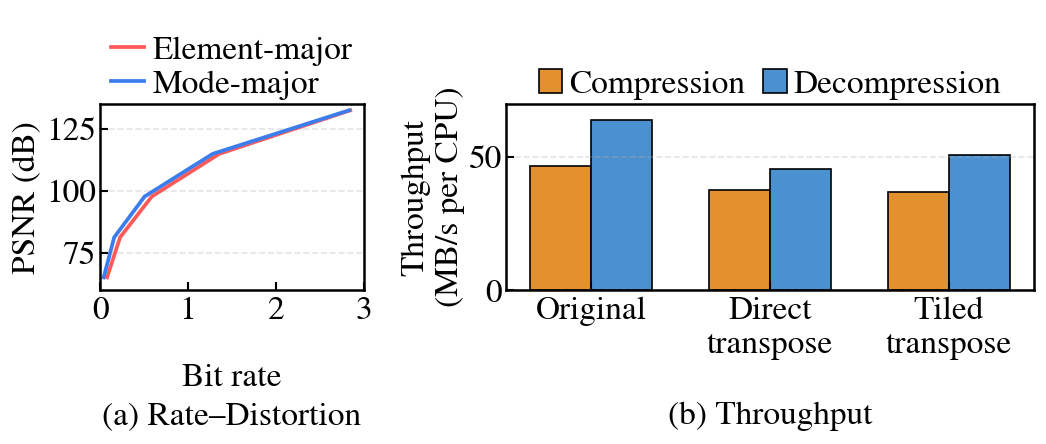 Element-major
Mode-major
PSNR (dB)
125
100
75
0 1 2 3
Bit rate
(a) Rate–Distortion
Compression Decompression
Throughput
(MB/s per CPU)
50
0
Original Direct transpose Tiled transpose
(b) Throughput